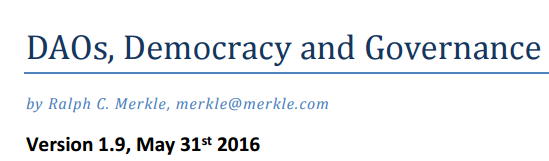 DAOs, Democracy and Governance
by Ralph C. Merkle, merkle@merkle.com
Version 1.9, May 31st 2016